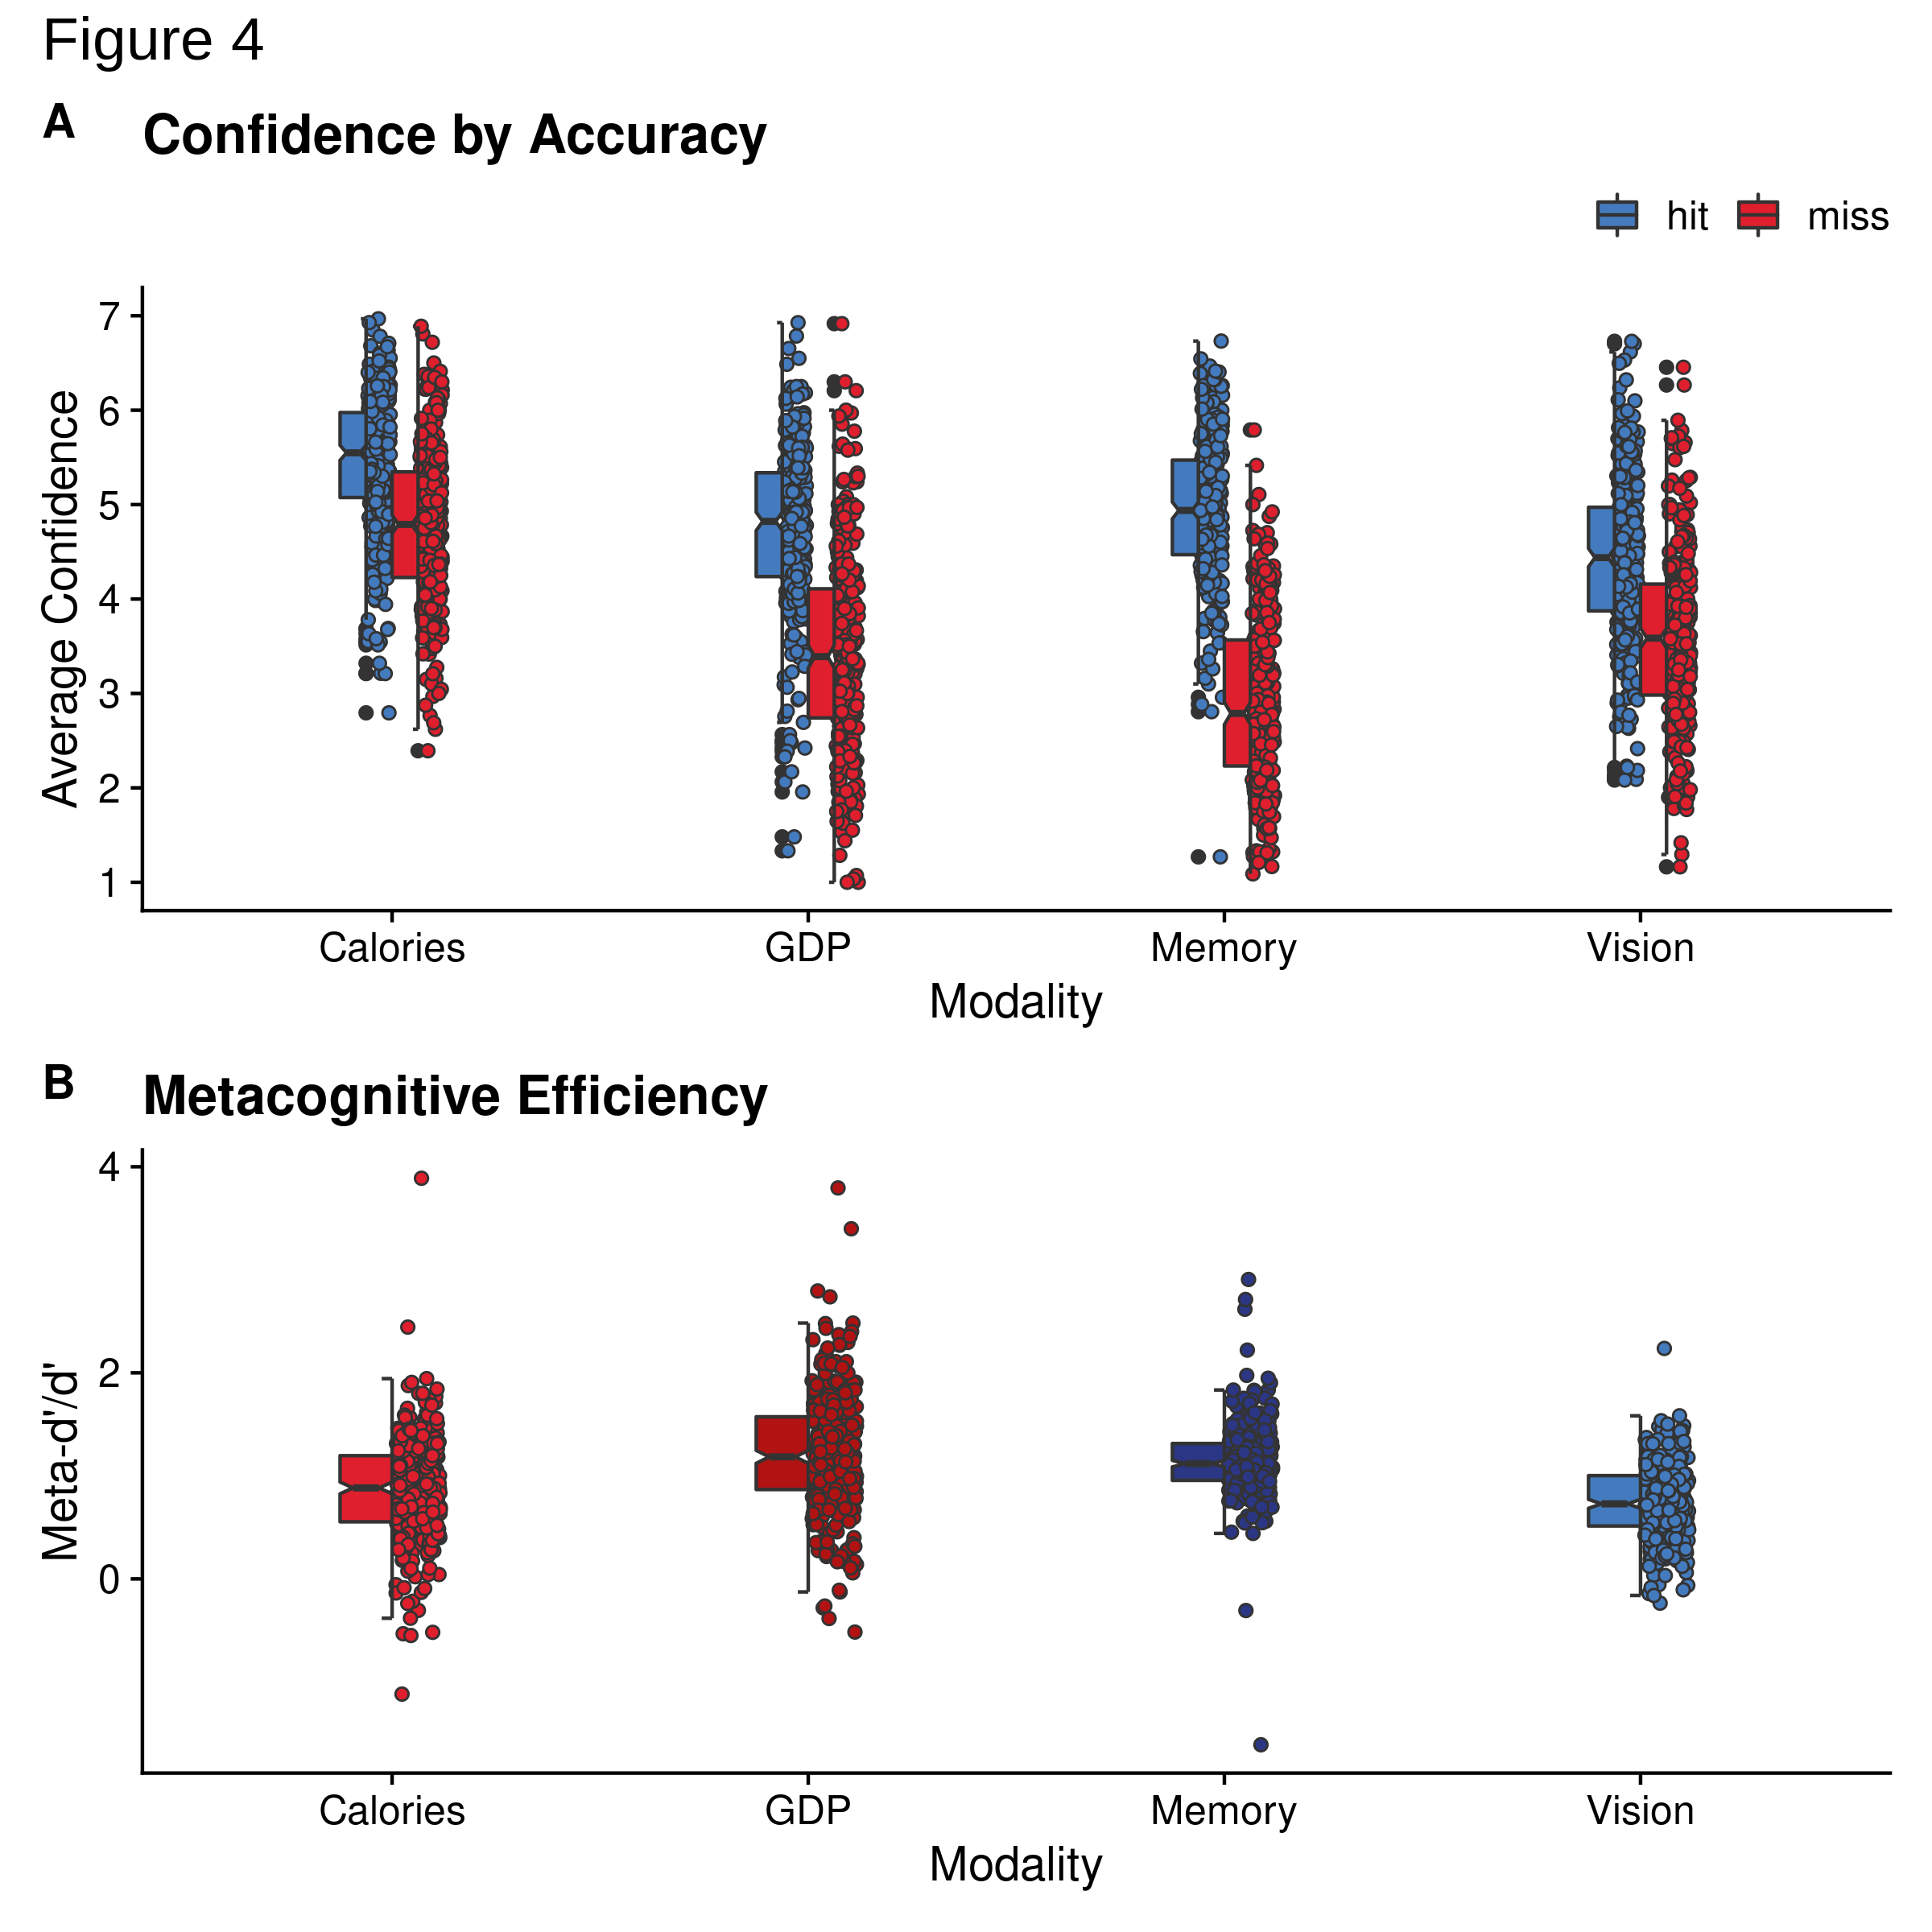 Figure 4
A
Confidence by Accuracy
hit miss
Average Confidence
7
6
5
4
3
2
1
Calories GDP Memory Vision
Modality
B
Metacognitive Efficiency
Meta-d'/d'
4
2
0
Calories GDP Memory Vision
Modality